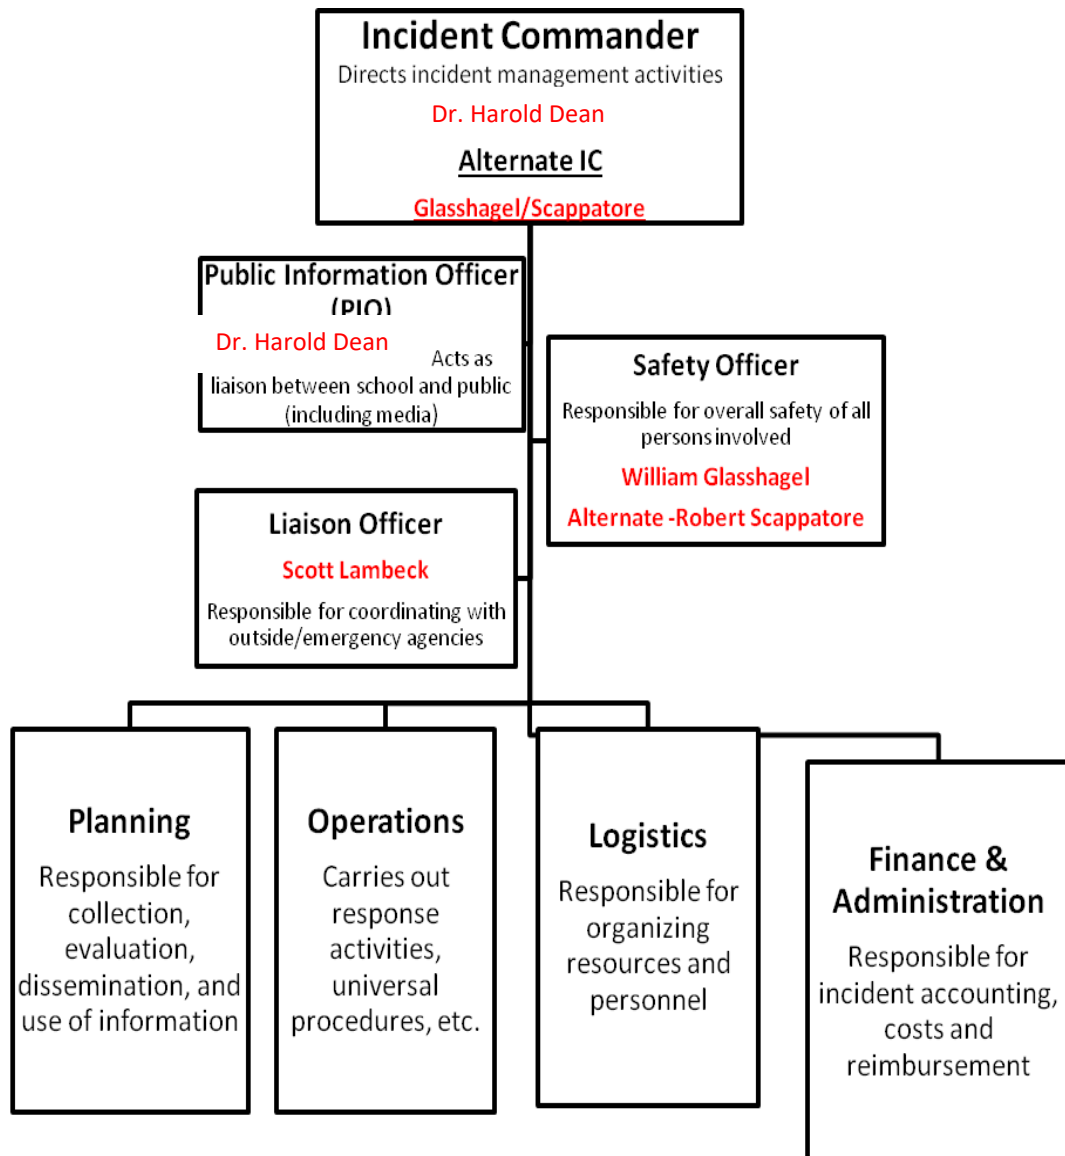 Incident Commander
Directs incident management activities
Dr. Harold Dean
Alternate IC
Glasshagel/Scappatore
Public Information Officer
(PIO)
Dr. Harold Dean
Acts as
liaison between school and public
(including media)
Safety Officer
Responsible for overall safety of all
persons involved
William Glasshagel
Alternate -Robert Scappatore
Liaison Officer
Scott Lambeck
Responsible for coordinating with
outside/emergency agencies
Planning
Responsible for
collection,
evaluation,
dissemination, and
use of information
Operations
Carries out
response
activities,
universal
procedures, etc.
Logistics
Responsible for
organizing
resources and
personnel
Finance &
Administration
Responsible for
incident accounting,
costs and
reimbursement